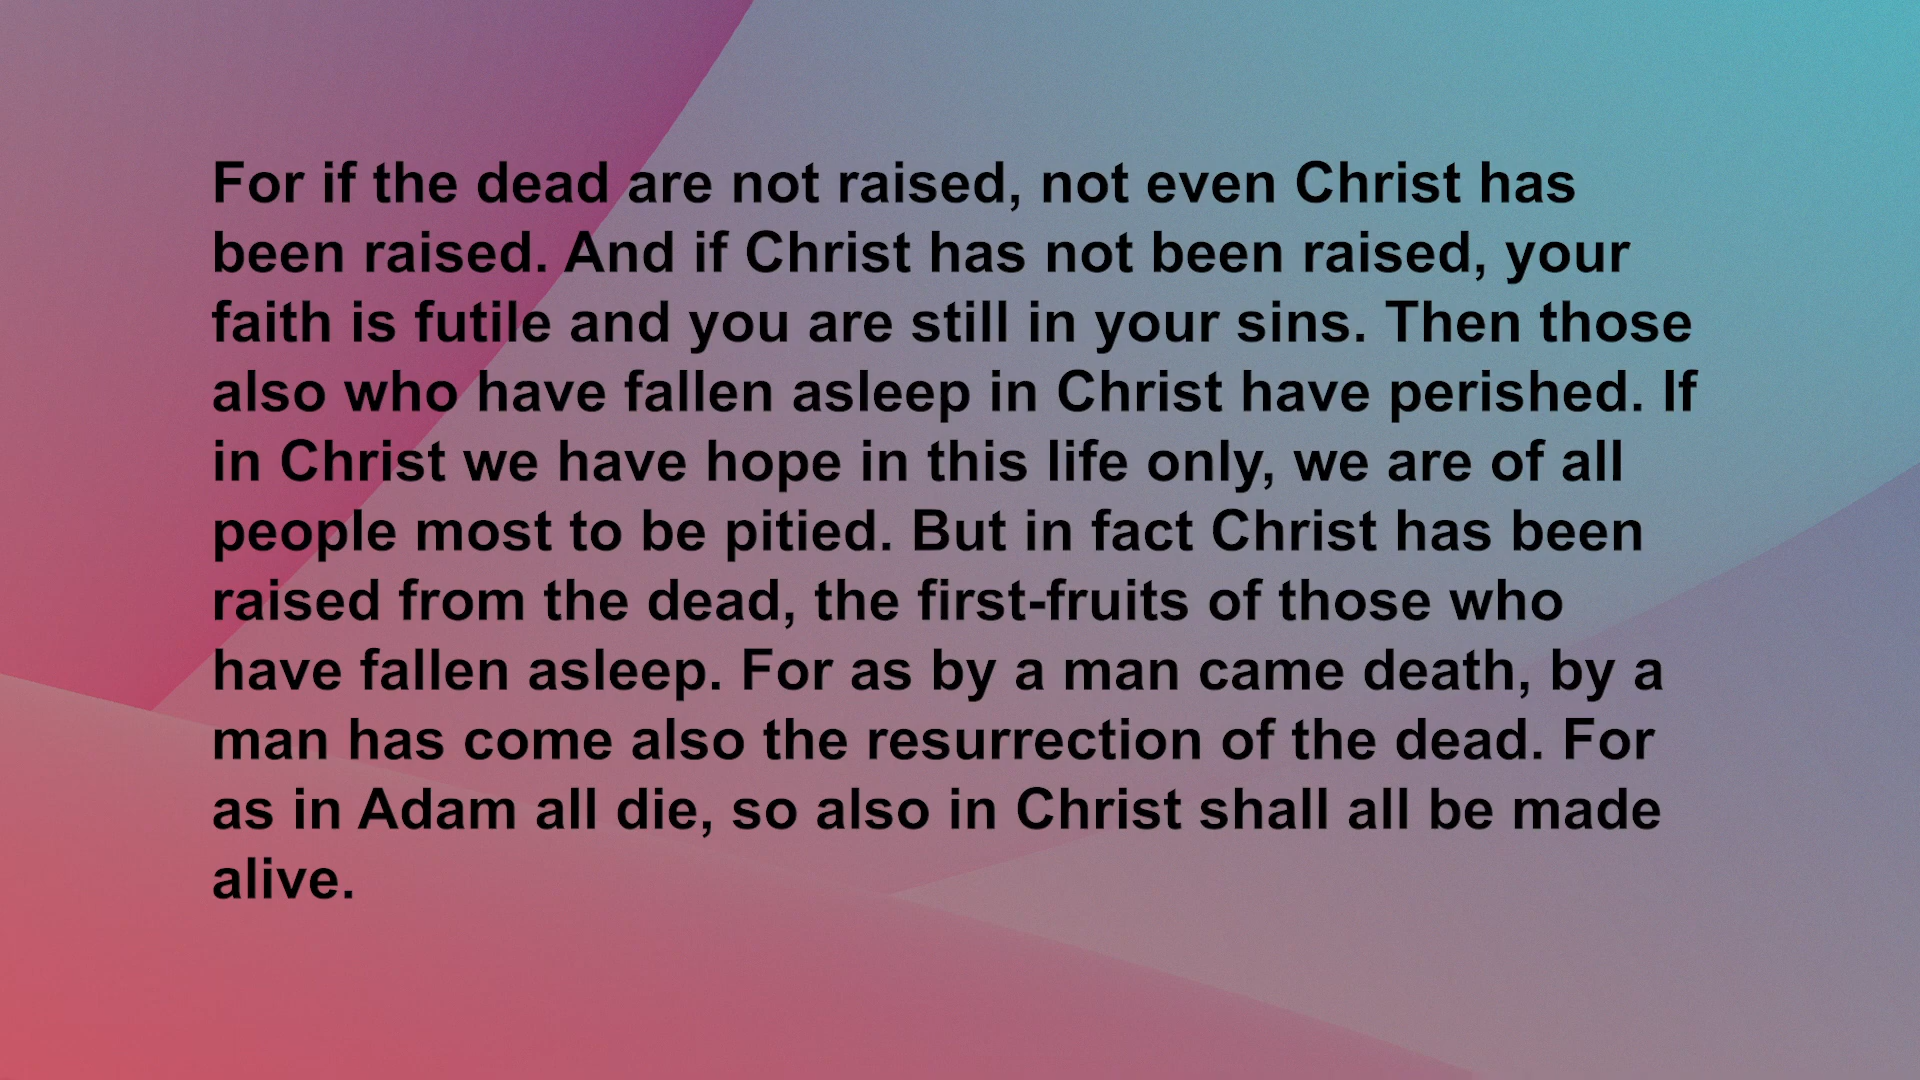 For if the dead are not raised, not even Christ has
been raised. And if Christ has not been raised, your
faith is futile and you are still in your sins. Then those
also who have fallen asleep in Christ have perished. If
in Christ we have hope in this life only, we are of all
people most to be pitied. But in fact Christ has been
raised from the dead, the first-fruits of those who
have fallen asleep. For as by a man came death, by a
man has come also the resurrection of the dead. For
as in Adam all die, so also in Christ shall all be made
alive.